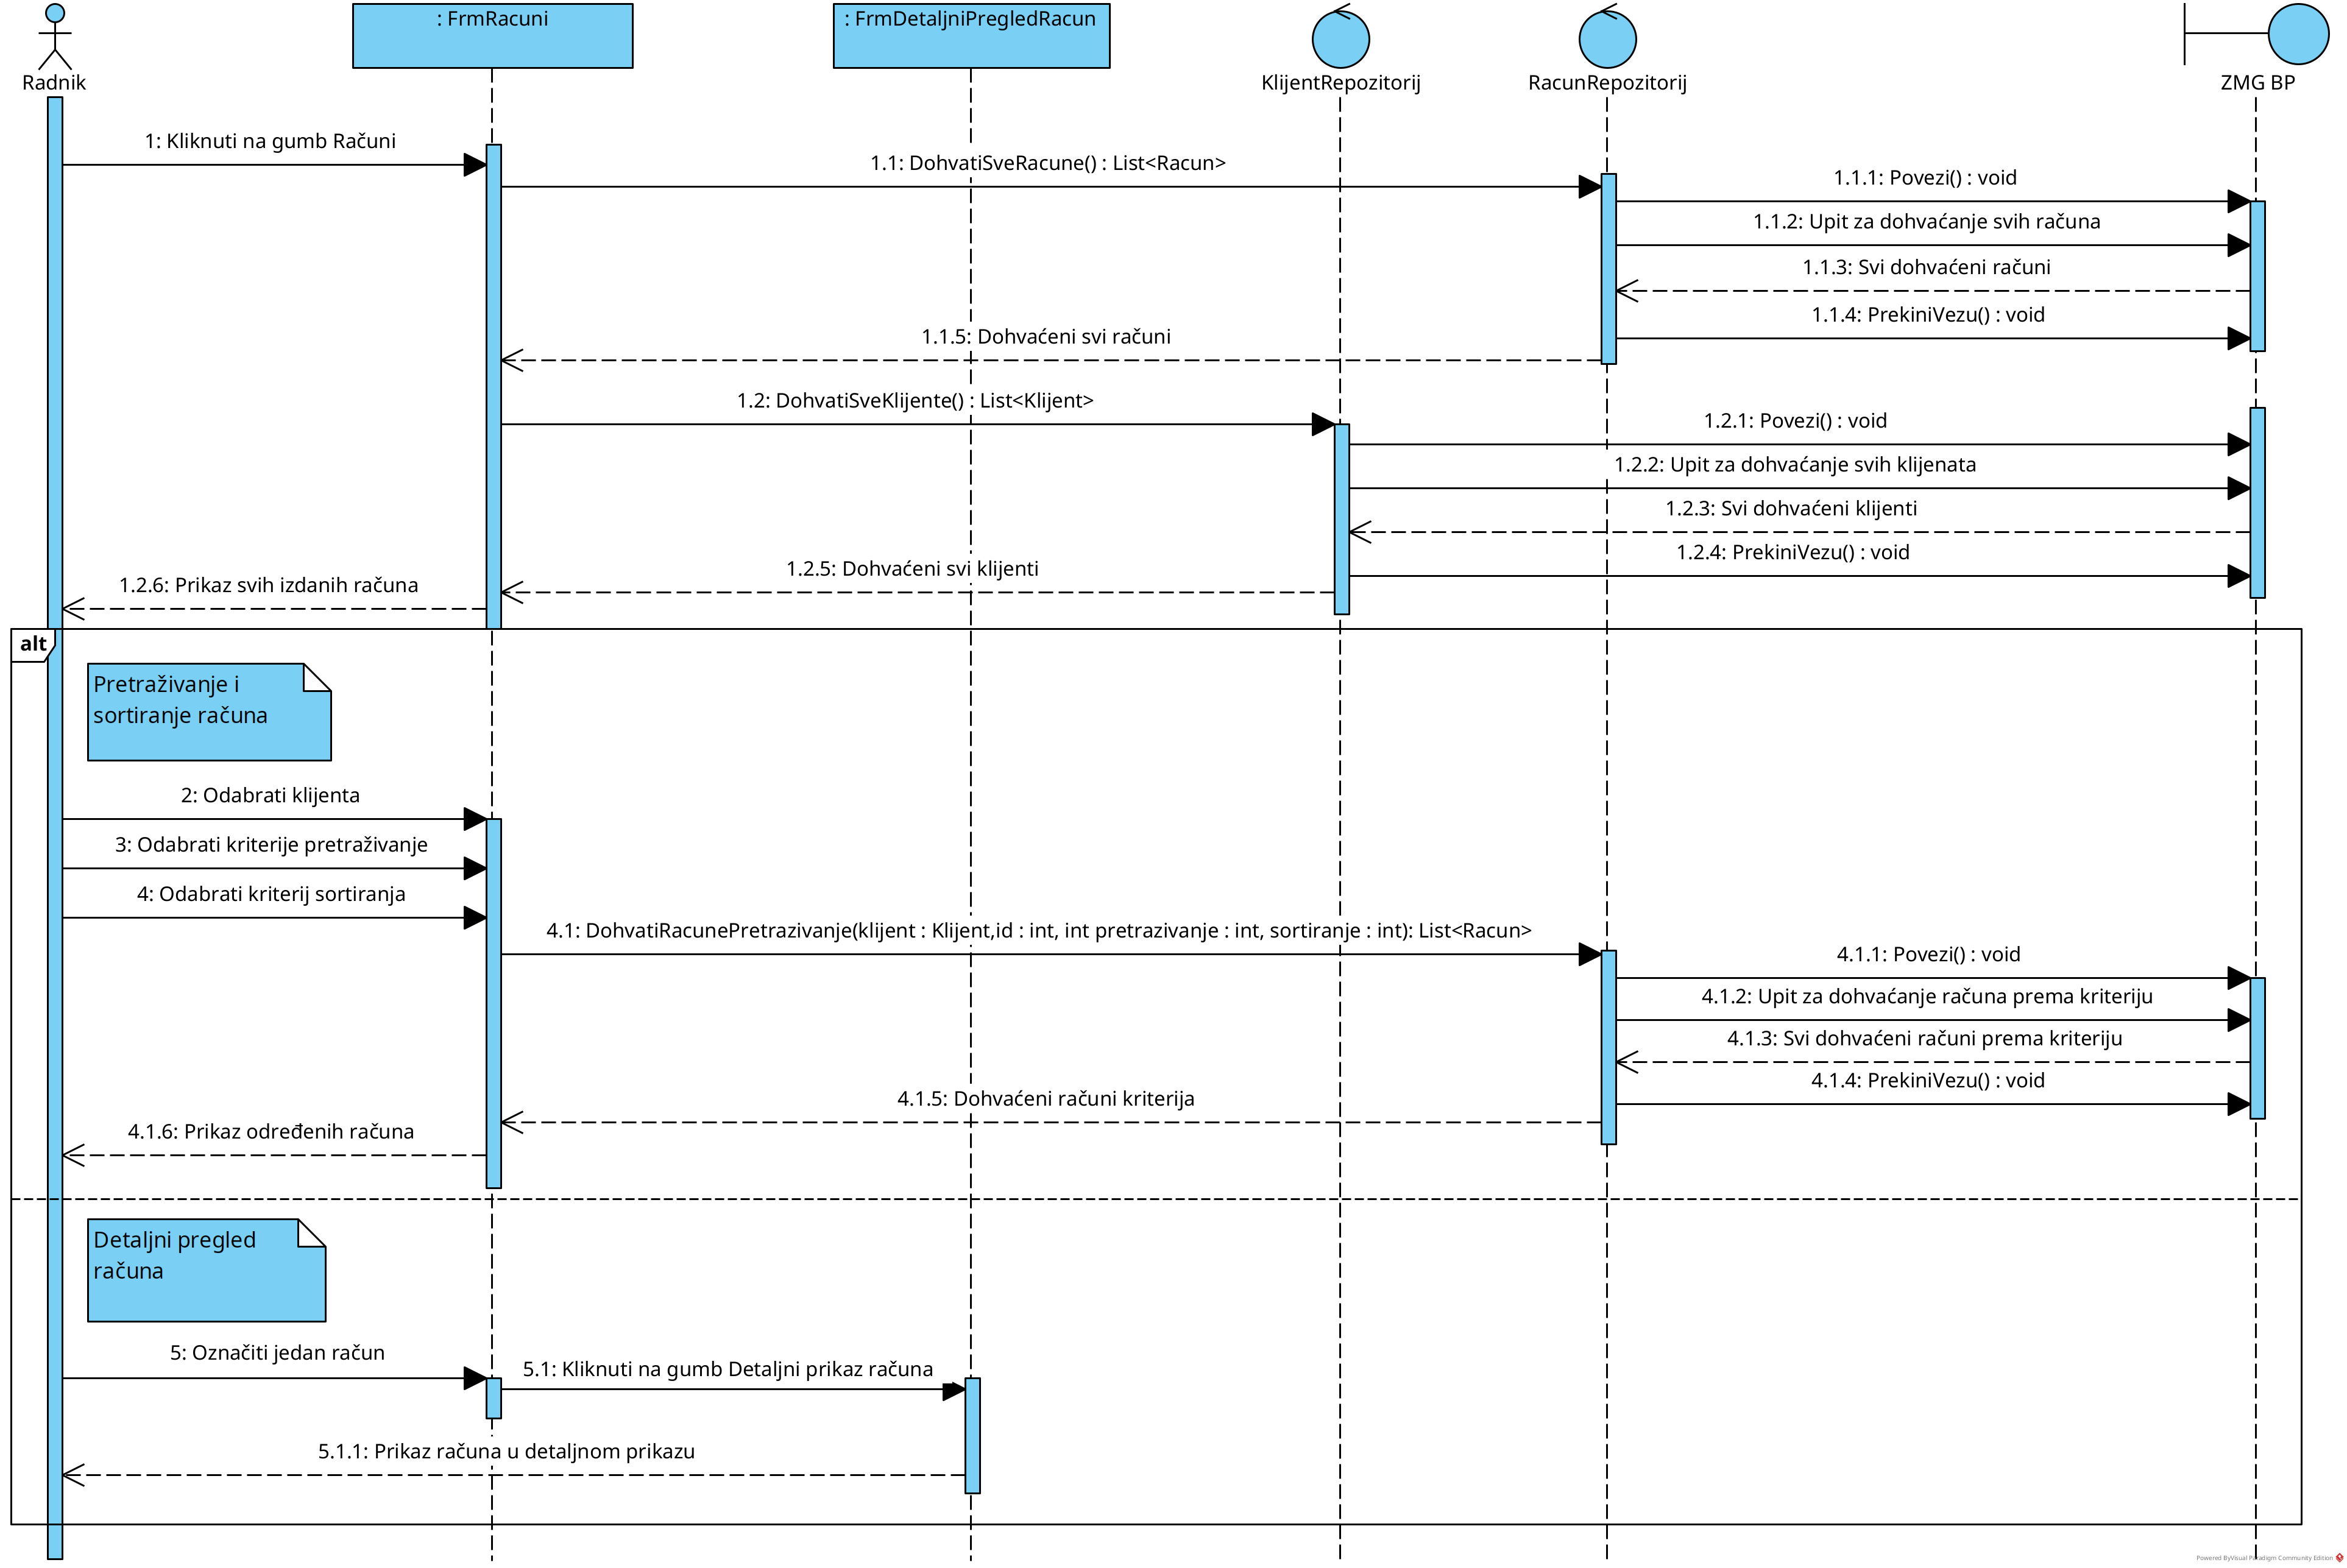 : FrmRacuni
: FrmDetaljniPregledRacun
Radnik
KlijentRepozitorij
RacunRepozitorij
ZMG BP
1: Kliknuti na gumb Računi
1.1: DohvatiSveRacune() : List<Racun>
1.1.1: Povezi() : void
1.1.2: Upit za dohvaćanje svih računa
1.1.3: Svi dohvaćeni računi
1.1.4: PrekiniVezu() : void
1.1.5: Dohvaćeni svi računi
1.2: DohvatiSveKlijente() : List<Klijent>
1.2.1: Povezi() : void
1.2.2: Upit za dohvaćanje svih klijenata
1.2.3: Svi dohvaćeni klijenti
1.2.4: PrekiniVezu() : void
1.2.5: Dohvaćeni svi klijenti
1.2.6: Prikaz svih izdanih računa
alt
Pretraživanje i
sortiranje računa
2: Odabrati klijenta
3: Odabrati kriterije pretraživanje
4: Odabrati kriterij sortiranja
4.1: DohvatiRacunePretrazivanje(klijent : Klijent,id : int, int pretrazivanje : int, sortiranje : int): List<Racun>
4.1.1: Povezi() : void
4.1.2: Upit za dohvaćanje računa prema kriteriju
4.1.3: Svi dohvaćeni računi prema kriteriju
4.1.4: PrekiniVezu() : void
4.1.5: Dohvaćeni računi kriterija
4.1.6: Prikaz određenih računa
Detaljni pregled
računa
5: Označiti jedan račun
5.1: Kliknuti na gumb Detaljni prikaz računa
5.1.1: Prikaz računa u detaljnom prikazu
Powered ByVisual Paradigm Community Edition